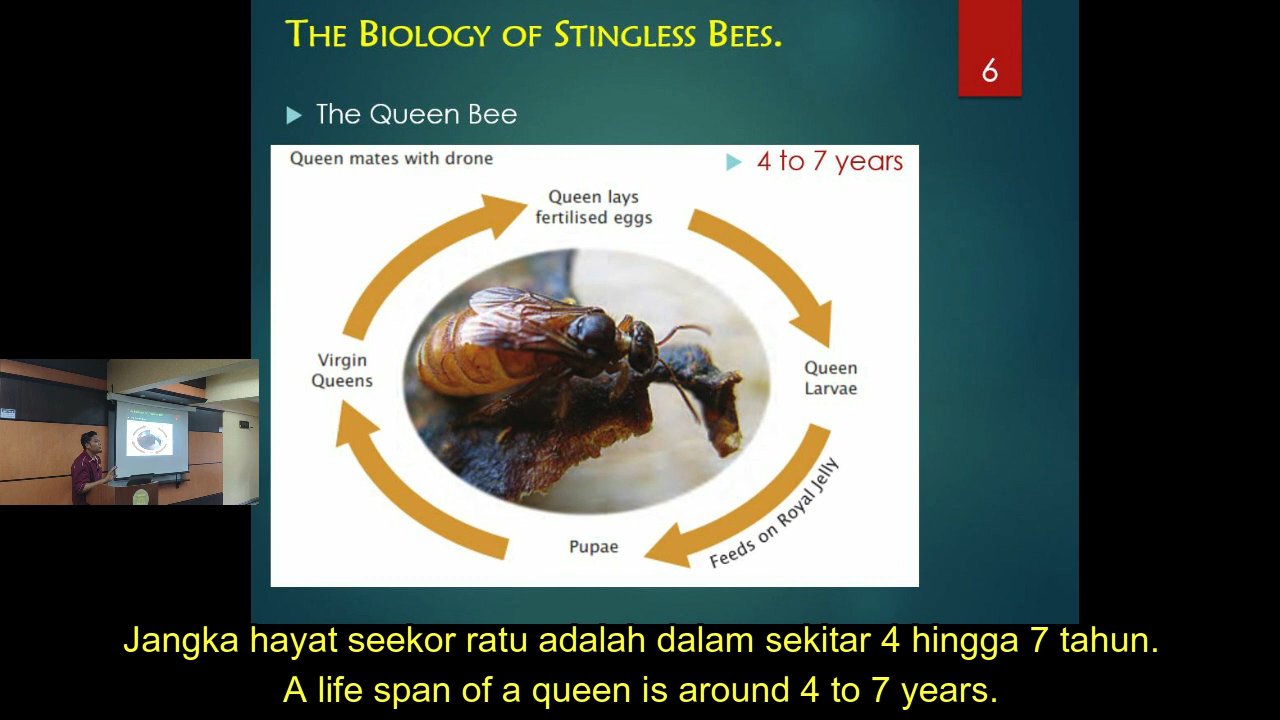 THE BIOLOGY OF STINGLESS BEES.
6
The Queen Bee
Queen mates with drone
4 to 7 years
Queen lays
fertilised eggs
Virgin
Queens
Queen
Larvae
Feeds on Royal Jelly
Pupae
Jangka hayat seekor ratu adalah dalam sekitar 4 hingga 7 tahun.
A life span of a queen is around 4 to 7 years.